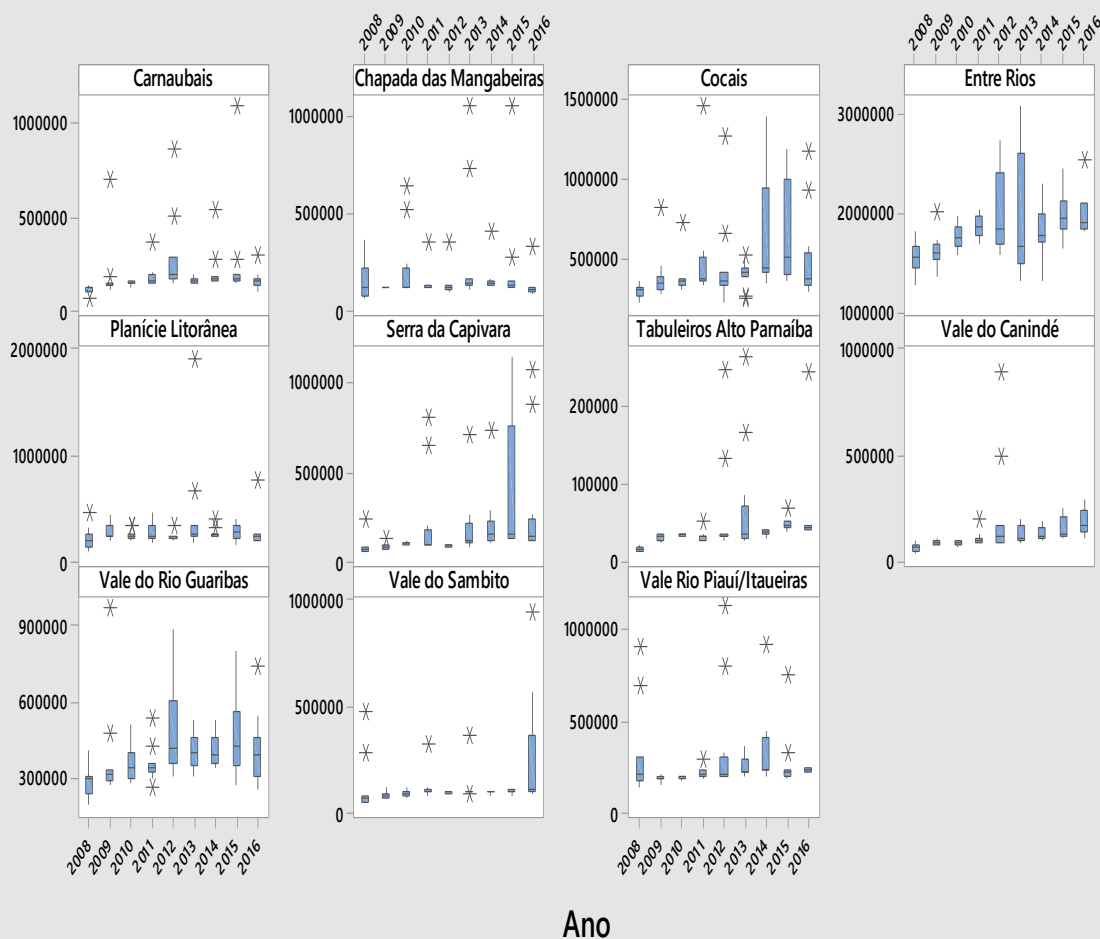 2008 2009 2010 2011 2012 2013 2014 2015 2016
2008 2009 2010 2011 2012 2013 2014 2015 2016
Carnaubais
Chapada das Mangabeiras
Cocais
Entre Rios
1000000
500000
0
1000000
500000
0
1500000
1000000
500000
3000000
2000000
1000000
Planície Litorânea
Serra da Capivara
Tabuleiros Alto Parnaíba
Vale do Canindé
2000000
1000000
0
1000000
500000
0
200000
100000
0
1000000
500000
0
Vale do Rio Guaribas
Vale do Sambito
Vale Rio Piauí/Itaueiras
900000
600000
300000
1000000
500000
0
1000000
500000
0
2008 2009 2010 2011 2012 2013 2014 2015 2016
2008 2009 2010 2011 2012 2013 2014 2015 2016
Ano